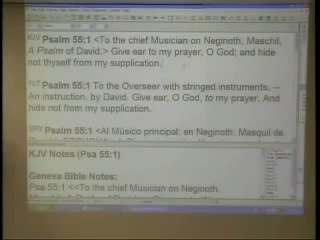 KJV Psalm 55:1 <To the chief Musician on Neginoth, Maschil,
A Psalm of David.> Give ear to my prayer, O God; and hide
not thyself from my supplication.
YLT Psalm 55:1 To the Overseer with stringed instruments. --
An instruction, by David. Give ear, O God, to my prayer, And
hide not from my supplication.
SRV Psalm 55:1 <Al Músico principal: en Neginoth: Masquil de
KJV Notes (Psa 55:1)
Geneva Bible Notes:
Psa 55:1 <<To the chief Musician on Neginoth,